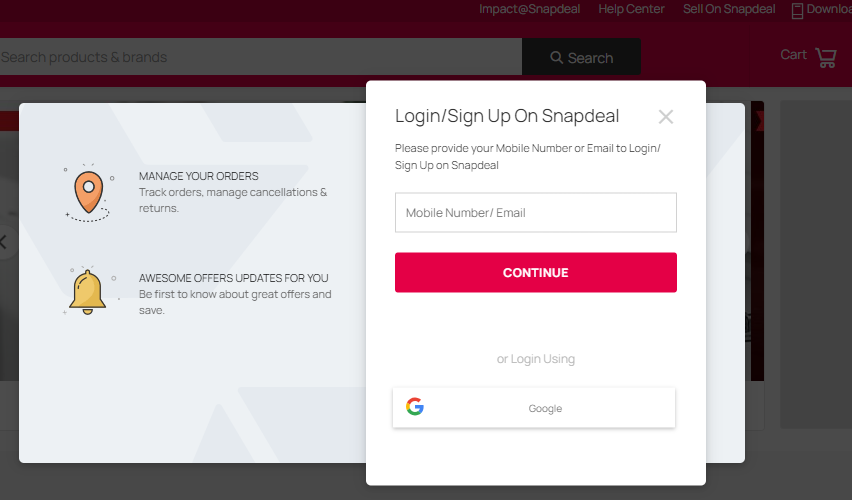 Impact@Snapdeal Help Center Sell On Snapdeal
Search products & brands
Search
Cart
Login/Sign Up On Snapdeal
Please provide your Mobile Number or Email to Login/
Sign Up on Snapdeal
Mobile Number/ Email
CONTINUE
or Login Using
Google
MANAGE YOUR ORDERS
Track orders, manage cancellations &
returns.
AWESOME OFFERS UPDATES FOR YOU
Be first to know about great offers and
save.